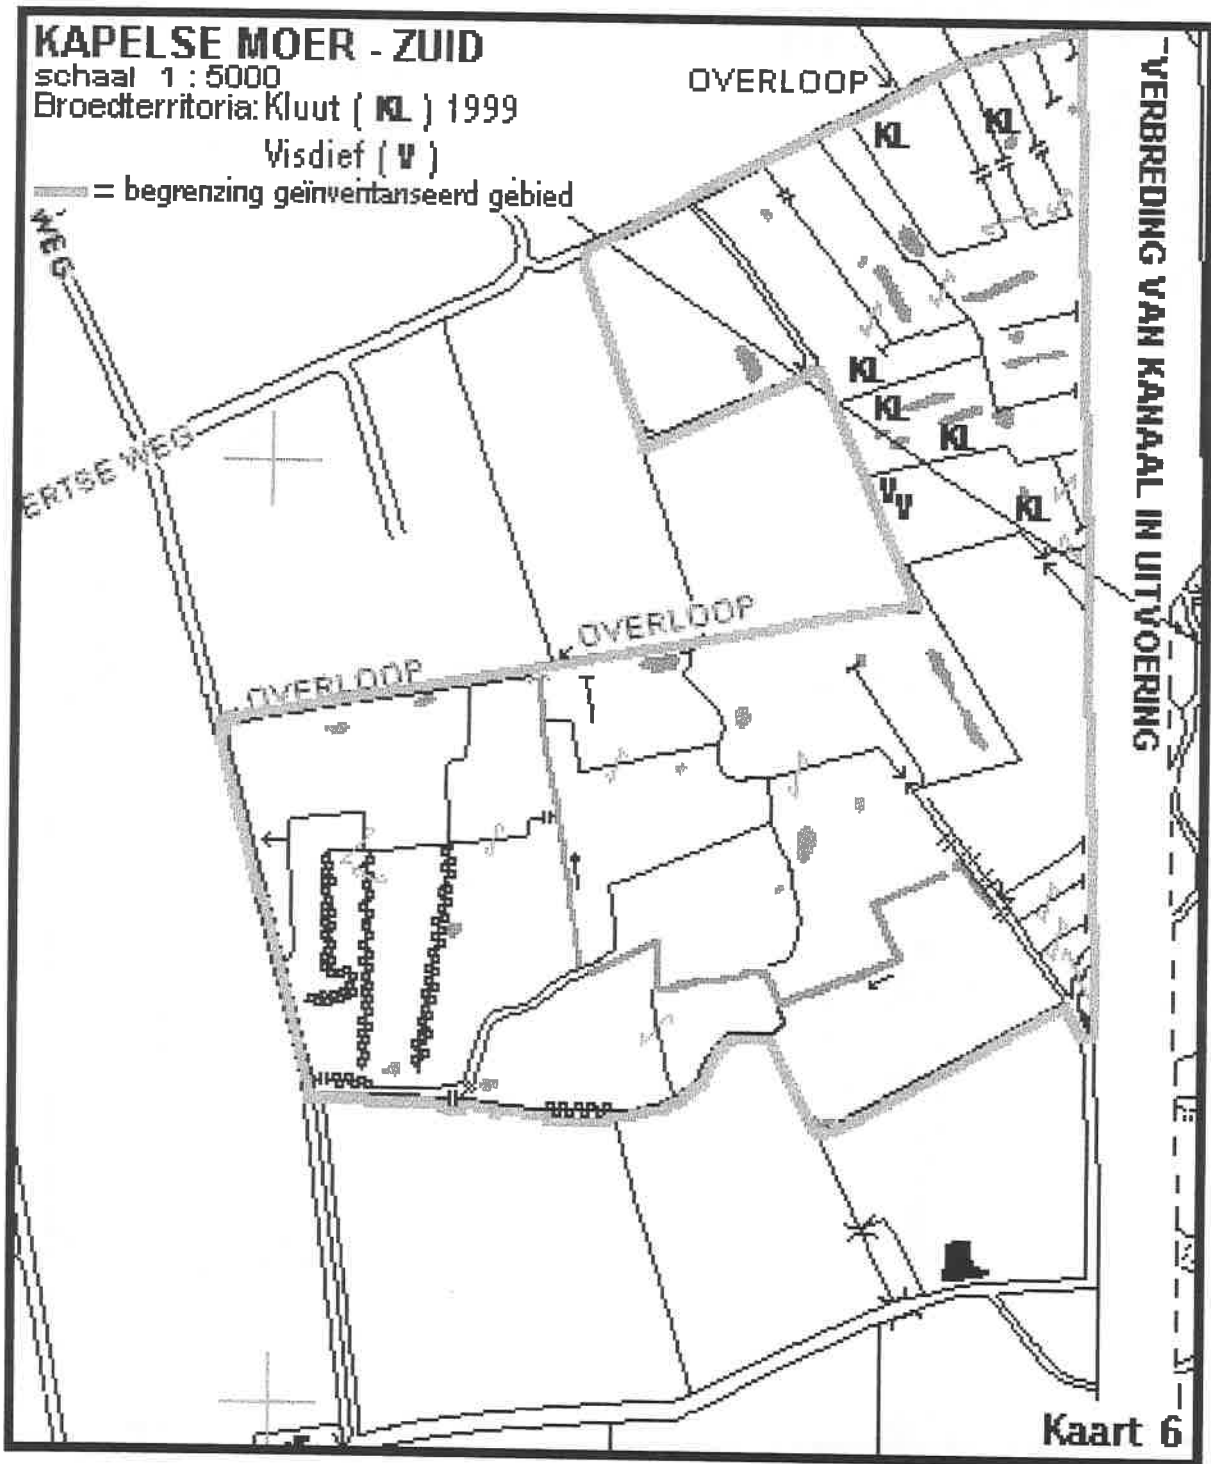 KAPELSE MOER - ZUID
schaal 1 : 5000
Broedterritoria: Kluut ( KL ) 1999
Visdief ( V )
= begrenzing geïnventariseerd gebied
OVERLOOP
KL
KL
WEG
"VERBREDING VAN KANAAL IN UITVOERING
KL
KL
KL
ERTSE WEG
V
V
KL
OVERLOOP
OVERLOOP
Kaart 6